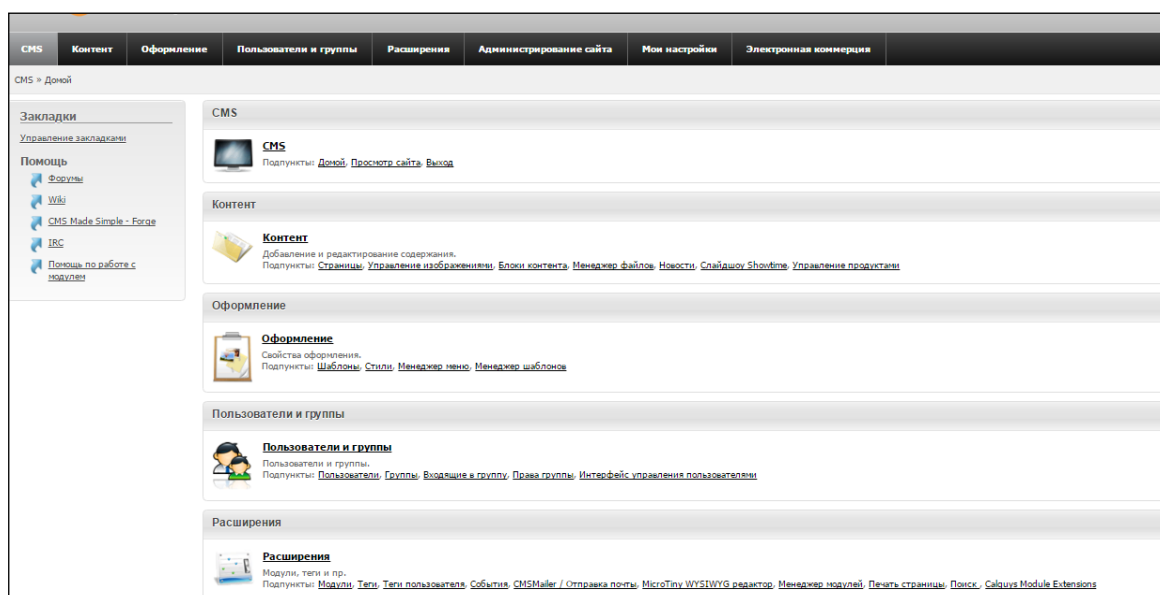 CMS Контент Оформление Пользователи и группы Расширения Администрирование сайта Мои настройки Электронная коммерция
CMS » Домой
Закладки
Управление закладками
Помощь
Форумы
Wiki
CMS Made Simple - Forge
IRC
Помощь по работе с
модулем
CMS
CMS
Подпункты: Домой, Просмотр сайта, Выход
Контент
Контент
Добавление и редактирование содержания.
Подпункты: Страницы, Управление изображениями, Блоки контента, Менеджер файлов, Новости, Слайдшоу Showtime, Управление продуктами
Оформление
Оформление
Свойства оформления.
Подпункты: Шаблоны, Стили, Менеджер меню, Менеджер шаблонов
Пользователи и группы
Пользователи и группы
Пользователи и группы.
Подпункты: Пользователи, Группы, Входящие в группу, Права группы, Интерфейс управления пользователями
Расширения
Расширения
Модули, теги и пр.
Подпункты: Модули, Теги, Теги пользователя, События, CMSMailer / Отправка почты, MicroTiny WYSIWYG редактор, Менеджер модулей, Печать страницы, Поиск , Calguys Module Extensions